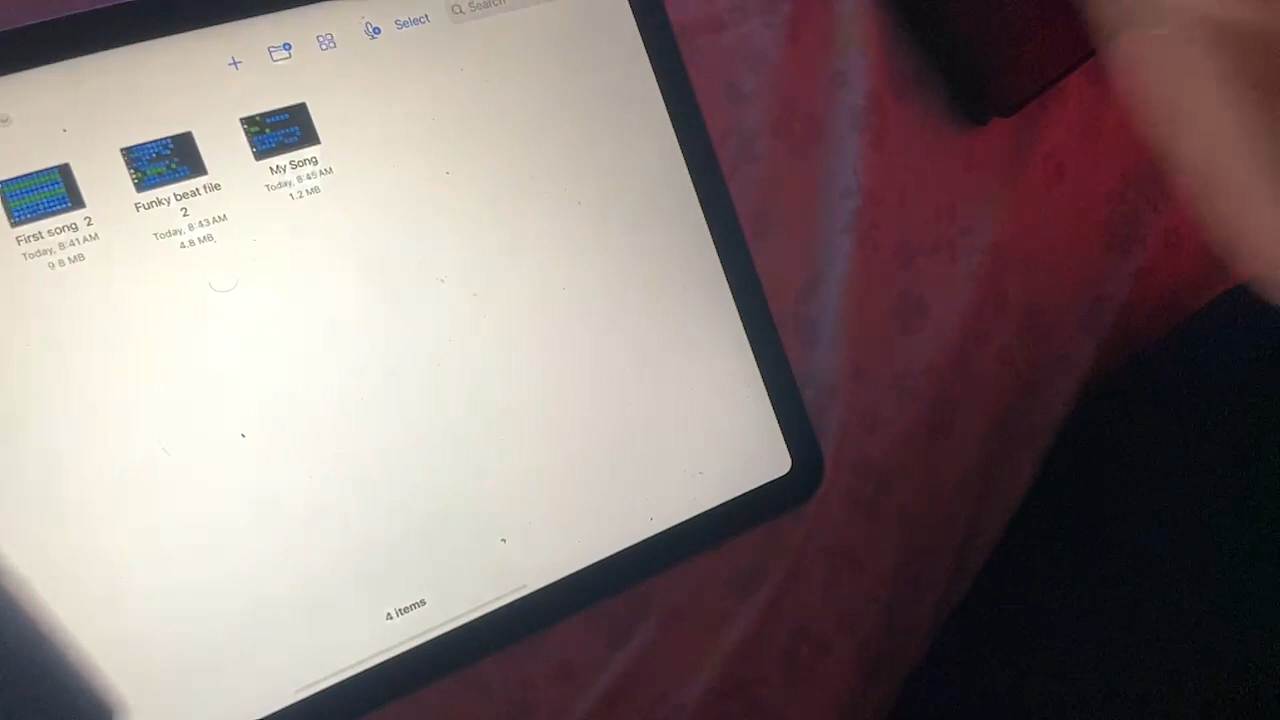 Select
Search
First song 2
Today, 8:41 AM
9.8 MB
Funky beat file
2
Today, 8:43 AM
4.8 MB
My Song
Today, 8:45 AM
1.2 MB
4 items